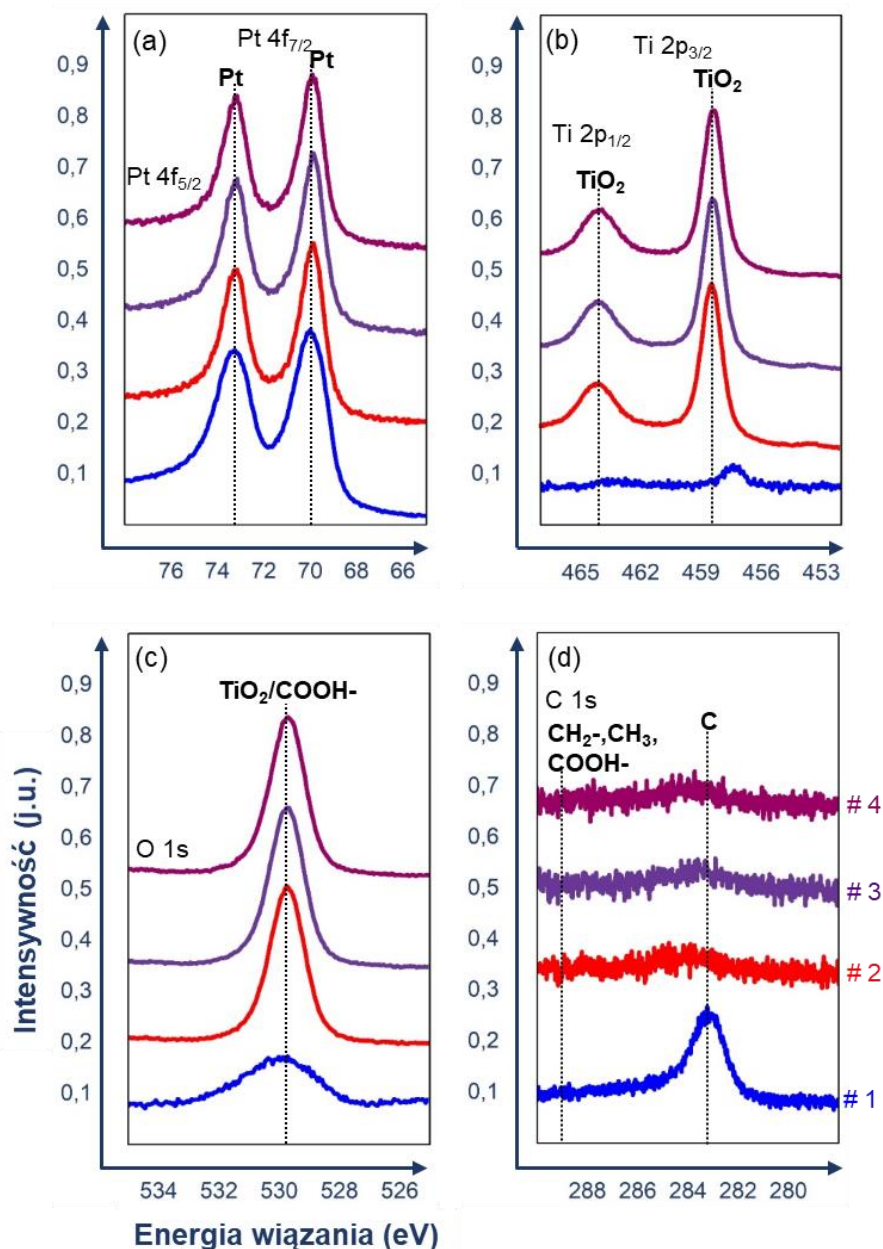 (a)
Pt 4f7/2
Pt
Pt
Pt 4f5/2
0,9
0,8
0,7
0,6
0,5
0,4
0,3
0,2
0,1
76 74 72 70 68 66
(b)
Ti 2p3/2
TiO2
Ti 2p1/2
TiO2
0,9
0,8
0,7
0,6
0,5
0,4
0,3
0,2
0,1
465 462 459 456 453
(c)
TiO2/COOH-
O 1s
0,9
0,8
0,7
0,6
0,5
0,4
0,3
0,2
0,1
534 532 530 528 526
(d)
C 1s
CH2-,CH3,
COOH-
C
0,9
0,8
0,7
0,6
0,5
0,4
0,3
0,2
0,1
# 4
# 3
# 2
# 1
288 286 284 282 280
Intensywność (j.u.)
Energia wiązania (eV)